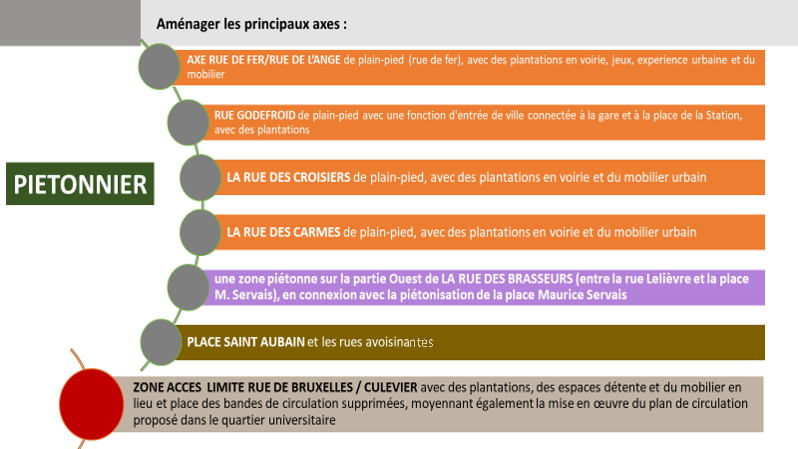 Aménager les principaux axes :
AXE RUE DE FER/RUE DE L'ANGE de plain-pied (rue de fer), avec des plantations en voirie, jeux, experience urbaine et du
mobilier
RUE GODEFROID de plain-pied avec une fonction d'entrée de ville connectée à la gare et à la place de la Station,
avec des plantations
PIETONNIER
LA RUE DES CROISIERS de plain-pied, avec des plantations en voirie et du mobilier urbain
LA RUE DES CARMES de plain-pied, avec des plantations en voirie et du mobilier urbain
une zone piétonne sur la partie Ouest de LA RUE DES BRASSEURS (entre la rue Lelièvre et la place
M. Servais), en connexion avec la piétonisation de la place Maurice Servais
PLACE SAINT AUBAIN et les rues avoisinantes
ZONE ACCES LIMITE RUE DE BRUXELLES / CULEVIER avec des plantations, des espaces détente et du mobilier en
lieu et place des bandes de circulation supprimées, moyennant également la mise en œuvre du plan de circulation
proposé dans le quartier universitaire